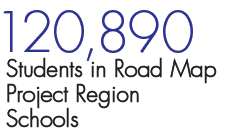 120,890
Students in Road Map
Project Region
Schools